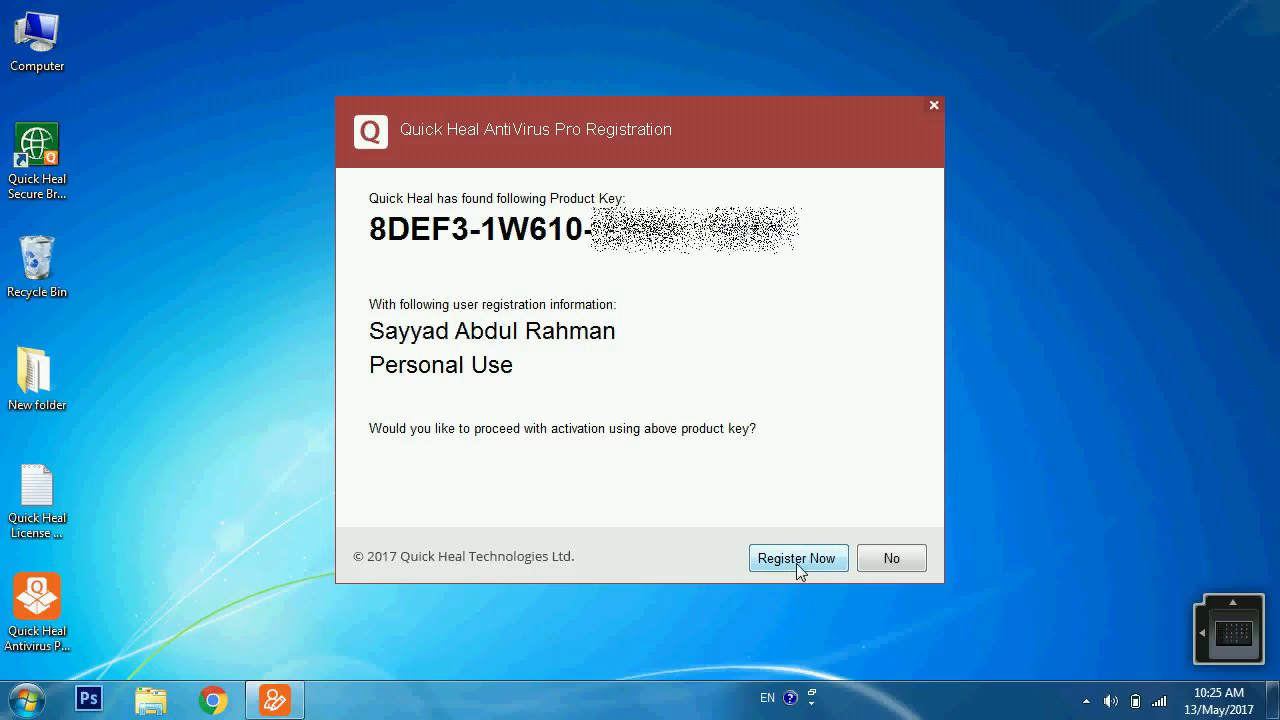 Computer
Quick Heal
Secure Br...
Recycle Bin
New folder
Quick Heal
License ...
Quick Heal
Antivirus P...
Q
Quick Heal AntiVirus Pro Registration
Quick Heal has found following Product Key:
8DEF3-1W610-
With following user registration information:
Sayyad Abdul Rahman
Personal Use
Would you like to proceed with activation using above product key?
© 2017 Quick Heal Technologies Ltd.
Register Now
No
Ps
EN
10:25 AM
13/May/2017